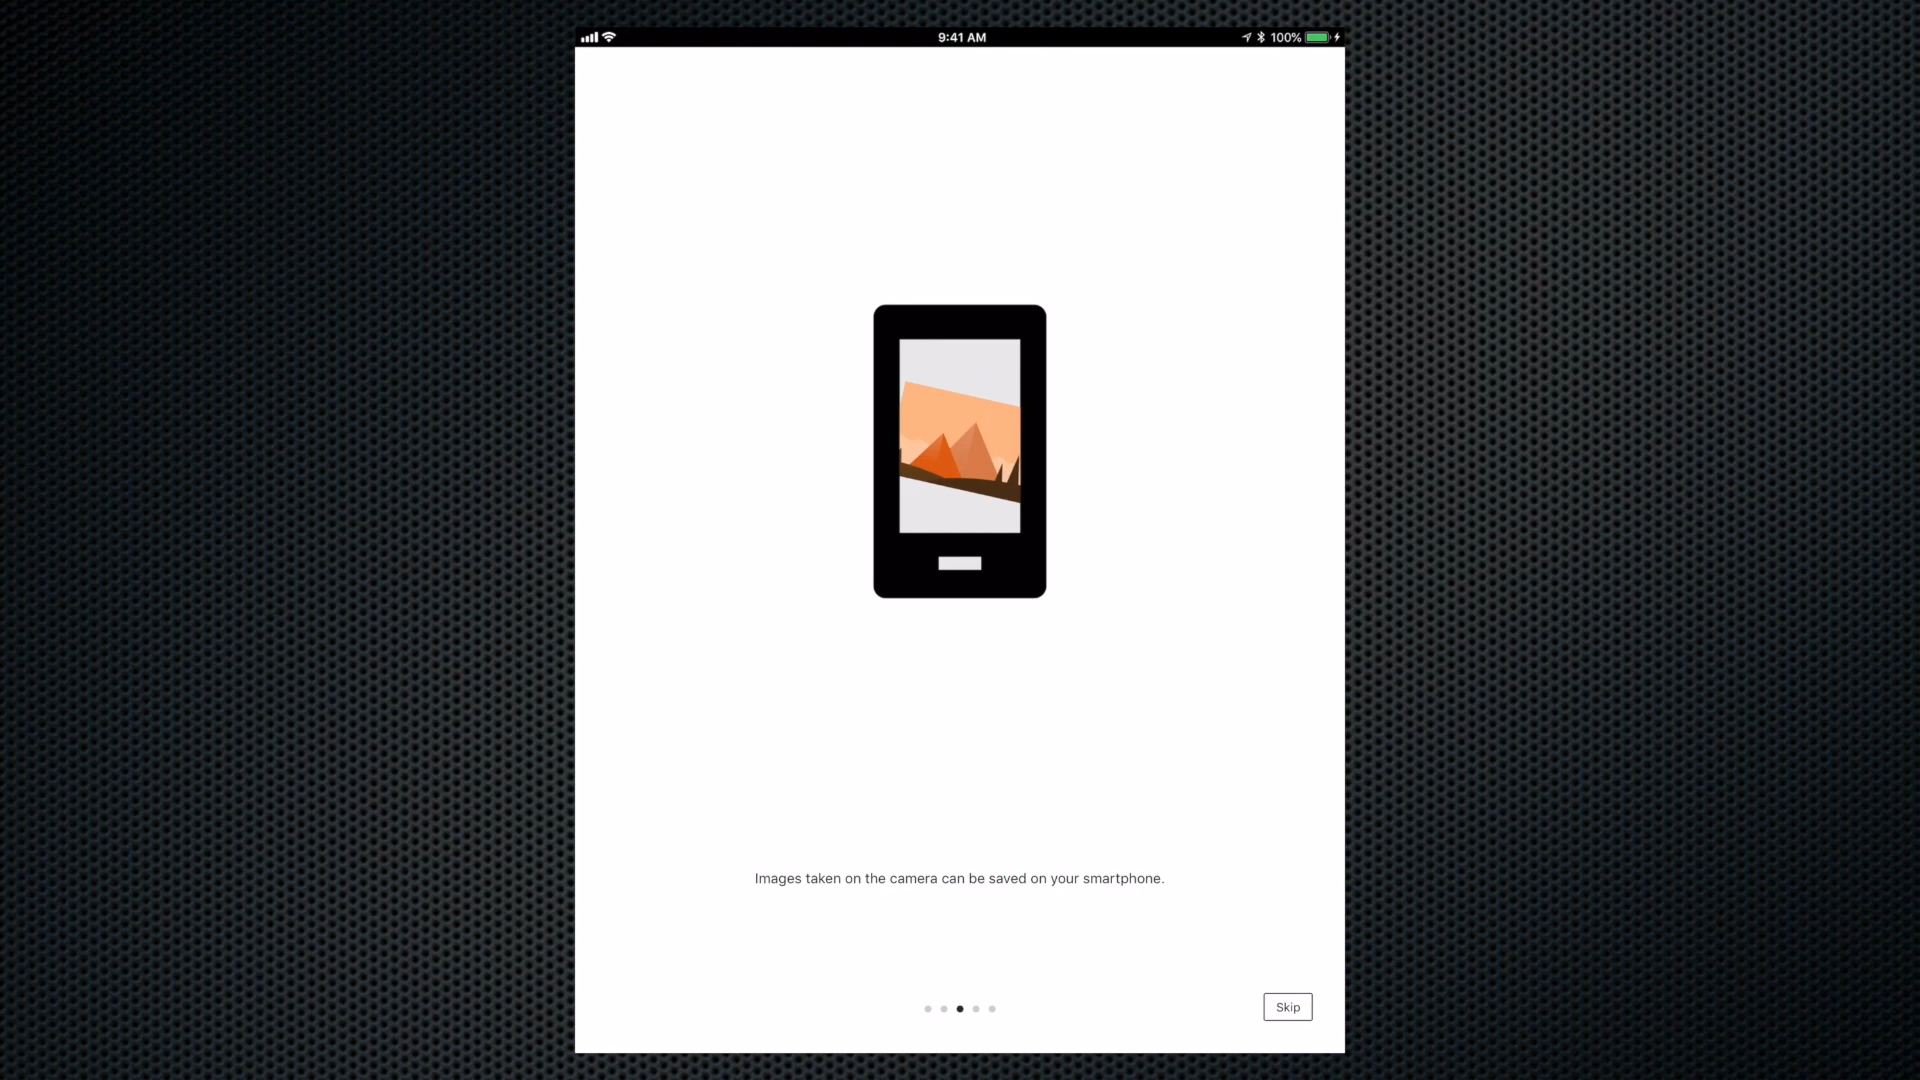 9:41 AM
100%
Images taken on the camera can be saved on your smartphone.
Skip